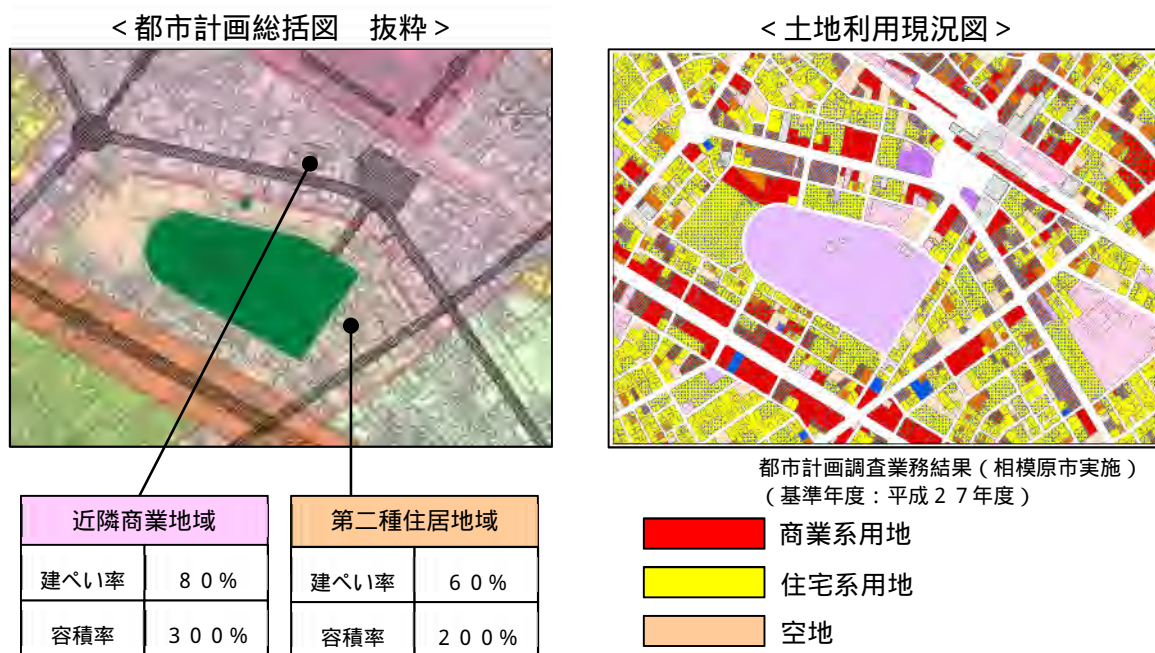 ＜都市計画総括図　抜粋＞
＜土地利用現況図＞
都市計画調査業務結果（相模原市実施）
（基準年度：平成２７年度）
近隣商業地域
建ぺい率　８０%
容積率　３００%
第二種住居地域
建ぺい率　６０%
容積率　２００%
商業系用地
住宅系用地
空地